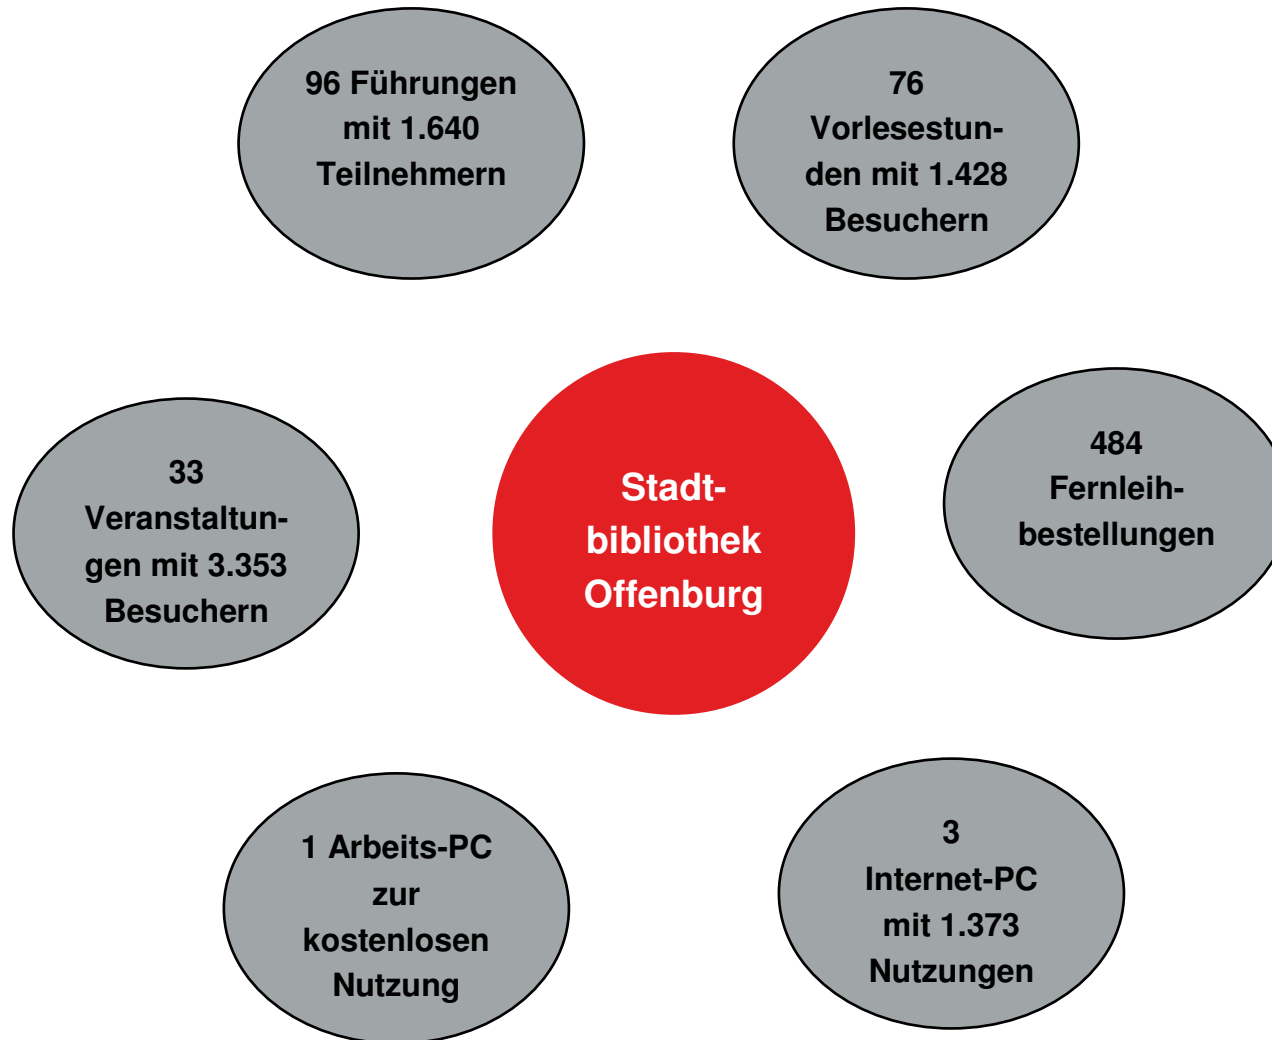 96 Führungen
mit 1.640
Teilnehmern
76
Vorlesestun-
den mit 1.428
Besuchern
33
Veranstaltun-
gen mit 3.353
Besuchern
Stadt-
bibliothek
Offenburg
484
Fernleih-
bestellungen
1 Arbeits-PC
zur
kostenlosen
Nutzung
3
Internet-PC
mit 1.373
Nutzungen